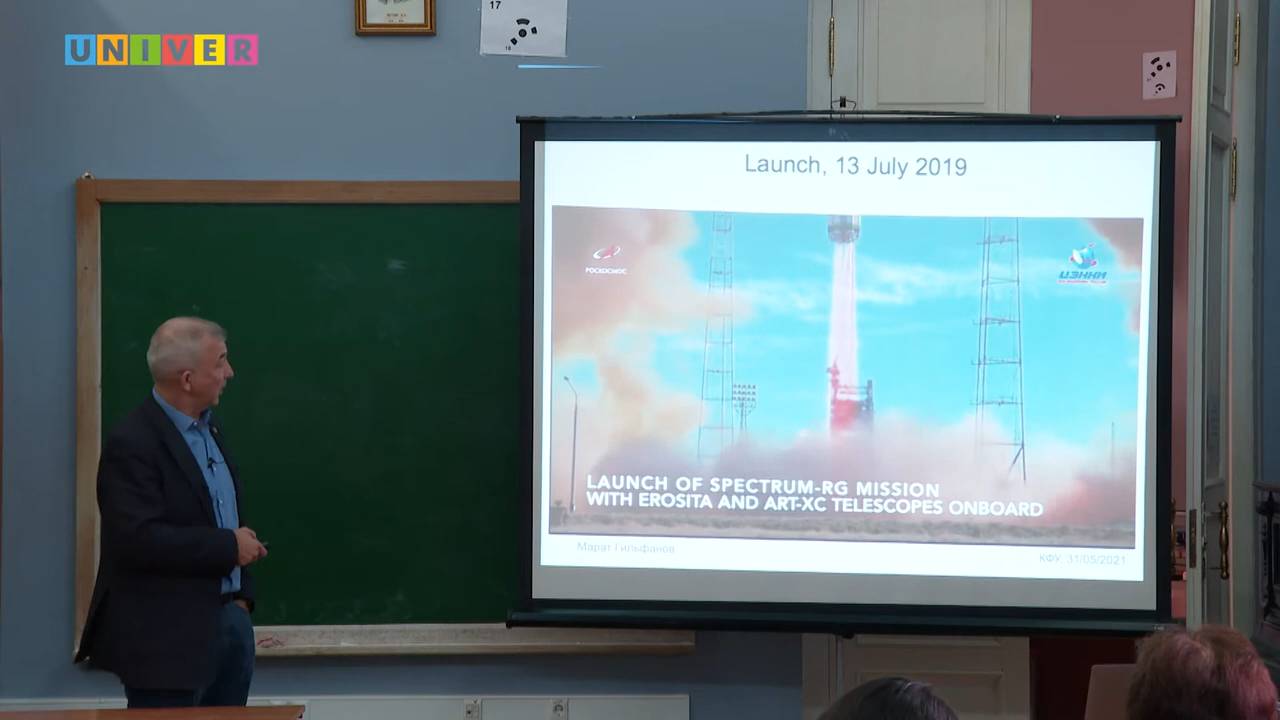 UNIVER
17
Launch, 13 July 2019
РОСКОСМОС
ЦЭНКИ
LAUNCH OF SPECTRUM-RG MISSION
WITH EROSITA AND ART-XC TELESCOPES ONBOARD
Марат Гильфанов
КФУ, 31/05/2021